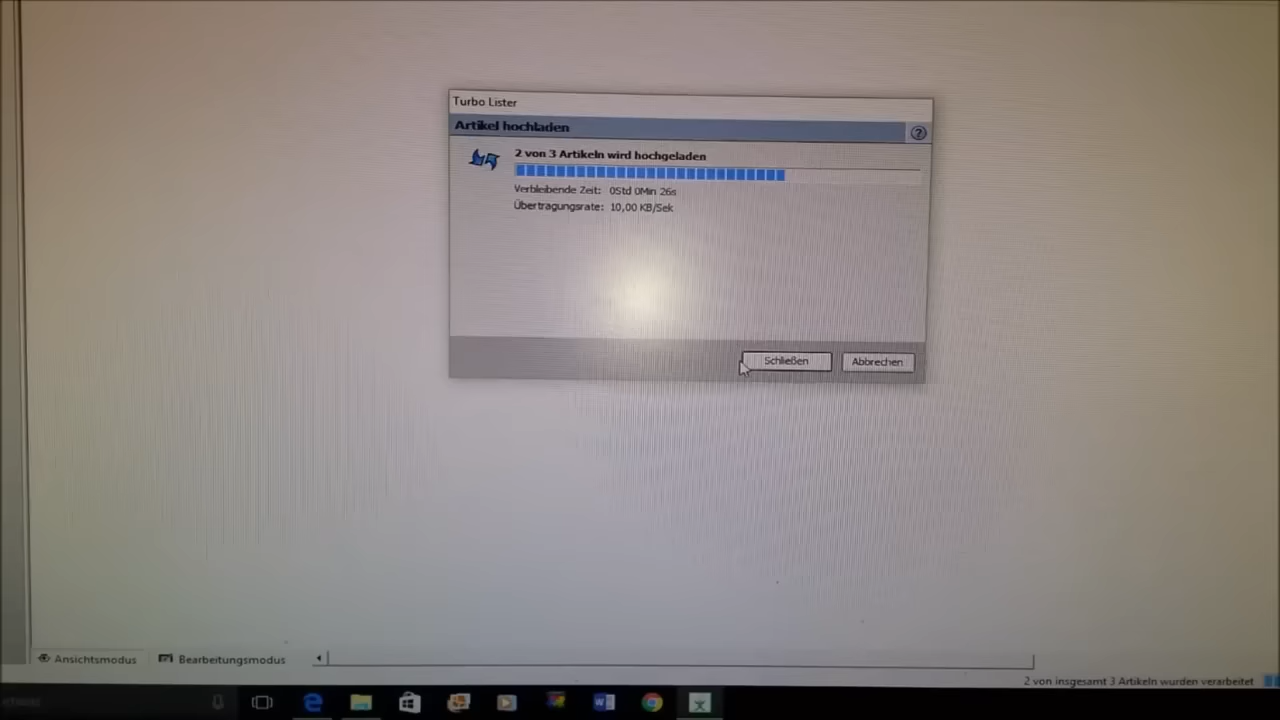 Turbo Lister
Artikel hochladen
2 von 3 Artikeln wird hochgeladen
Verbleibende Zeit: 0Std 0Min 26s
Übertragungsrate: 10,00 KB/Sek
Schließen
Abbrechen
Ansichtsmodus
Bearbeitungsmodus
2 von insgesamt 3 Artikeln wurden verarbeitet